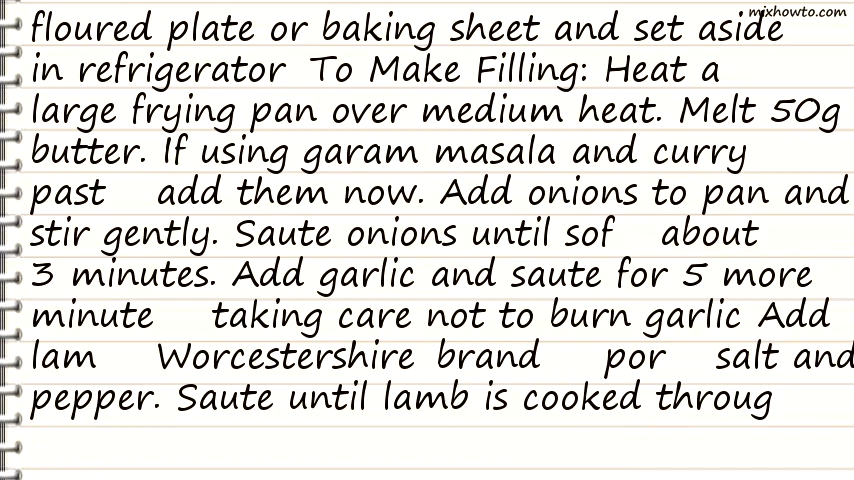 mixhowto.com
floured plate or baking sheet and set aside
in refrigerator To Make Filling: Heat a
large frying pan over medium heat. Melt 50g
butter. If using garam masala and curry
past add them now. Add onions to pan and
stir gently. Saute onions until sof about
3 minutes. Add garlic and saute for 5 more
minute taking care not to burn garlic Add
lam Worcestershire brand por salt and
pepper. Saute until lamb is cooked throug